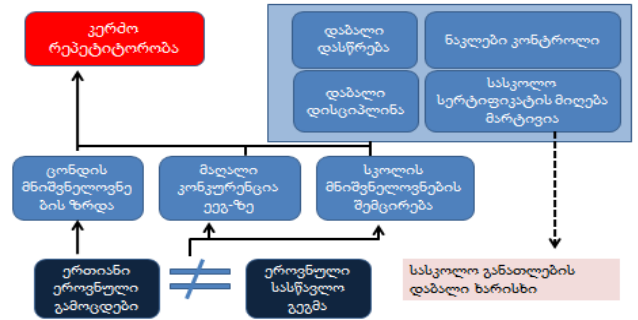 კერძო
რეპეტიტორობა
დაბალი
დასწრება
ნაკლები კონტროლი
დაბალი
დისციპლინა
სასკოლო
სერტიფიკატის მიღება
მარტივია
ცოდნის
მნიშვნელოვნე
ბის ზრდა
მაღალი
კონკურენცია
ეეგ-ზე
სკოლის
მნიშვნელოვნების
შემცირება
ერთიანი
ეროვნული
გამოცდები
ეროვნული
სასწავლო
გეგმა
სასკოლო განათლების
დაბალი ხარისხი